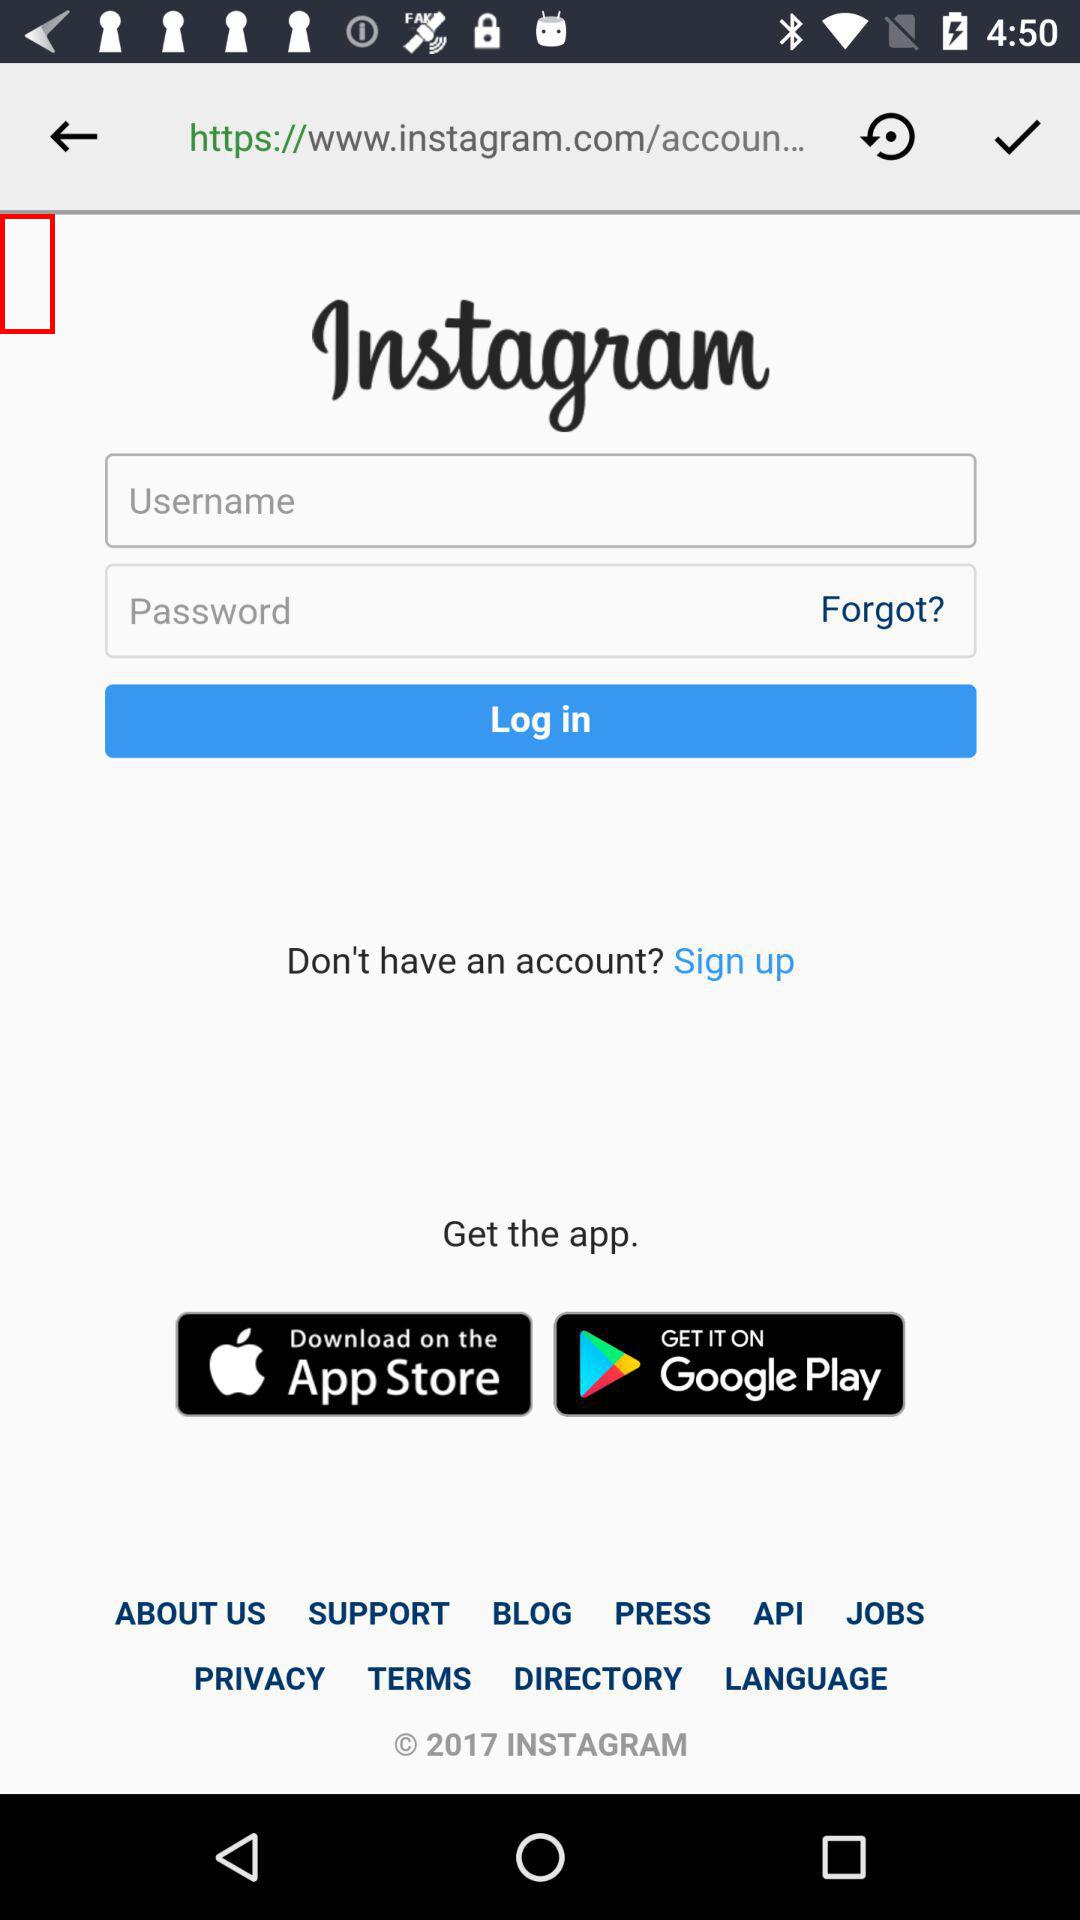 FAKE
4:50
https://www.instagram.com/accoun...
Instagram
Username
Password Forgot?
Log in
Don't have an account? Sign up
Get the app.
Download on the
App Store
GET IT ON
Google Play
ABOUT US SUPPORT BLOG PRESS API JOBS
PRIVACY TERMS DIRECTORY LANGUAGE
© 2017 INSTAGRAM